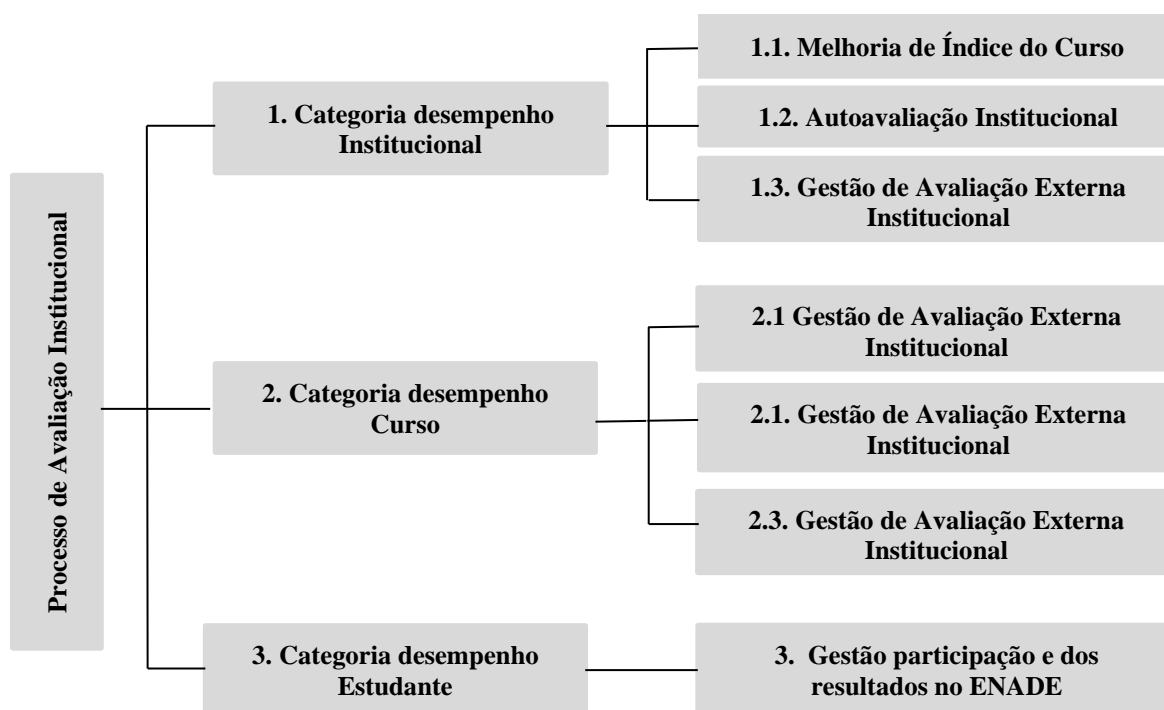 Processo de Avaliação Institucional
1. Categoria desempenho
Institucional
1.1. Melhoria de Índice do Curso
1.2. Autoavaliação Institucional
1.3. Gestão de Avaliação Externa
Institucional
2. Categoria desempenho
Curso
2.1 Gestão de Avaliação Externa
Institucional
2.1. Gestão de Avaliação Externa
Institucional
2.3. Gestão de Avaliação Externa
Institucional
3. Categoria desempenho
Estudante
3. Gestão participação e dos
resultados no ENADE